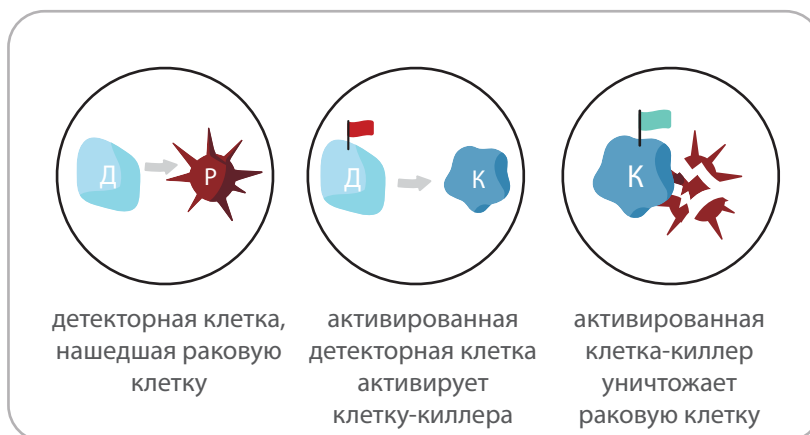 Д
Р
Д
К
К
детекторная клетка,
нашедшая раковую
клетку
активированная
детекторная клетка
активирует
клетку-киллера
активированная
клетка-киллер
уничтожает
раковую клетку